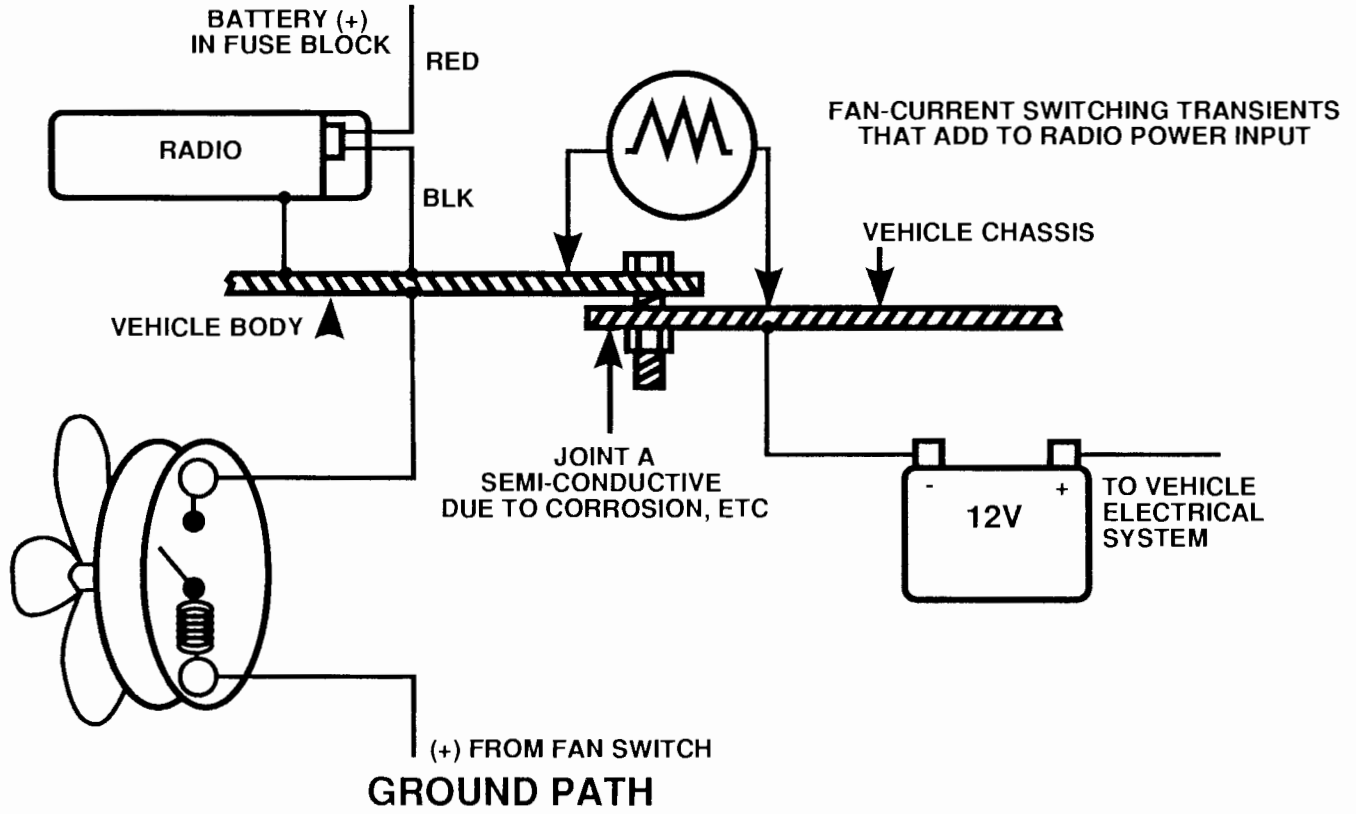 BATTERY (+)
IN FUSE BLOCK
RED
RADIO
BLK
FAN-CURRENT SWITCHING TRANSIENTS
THAT ADD TO RADIO POWER INPUT
VEHICLE CHASSIS
VEHICLE BODY
JOINT A
SEMI-CONDUCTIVE
DUE TO CORROSION, ETC
- +
12V
TO VEHICLE
ELECTRICAL
SYSTEM
(+) FROM FAN SWITCH
GROUND PATH